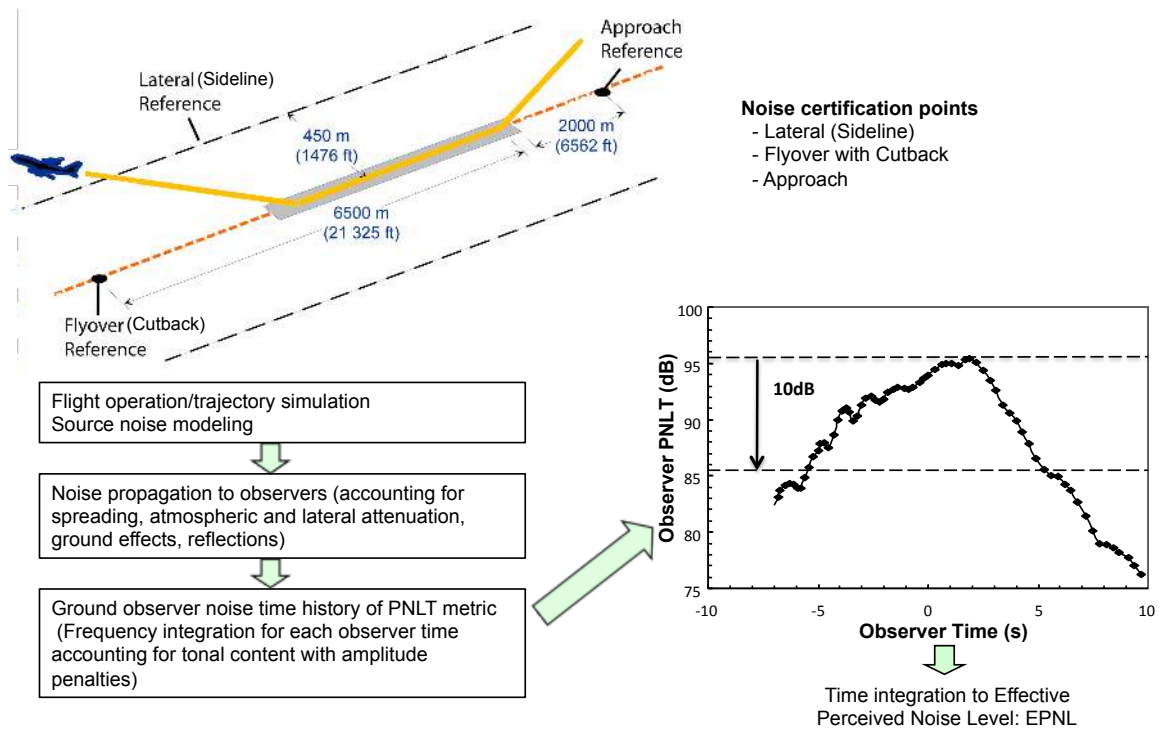 Approach
Reference
Lateral (Sideline)
Reference
450 m
(1476 ft)
2000 m
(6562 ft)
6500 m
(21 325 ft)
Flyover (Cutback)
Reference
Noise certification points
- Lateral (Sideline)
- Flyover with Cutback
- Approach
Flight operation/trajectory simulation
Source noise modeling
Noise propagation to observers (accounting for
spreading, atmospheric and lateral attenuation,
ground effects, reflections)
Ground observer noise time history of PNLT metric
(Frequency integration for each observer time
accounting for tonal content with amplitude
penalties)
Observer PNLT (dB)
100
95
90
85
80
75
10dB
-10
-5
0
5
10
Observer Time (s)
Time integration to Effective
Perceived Noise Level: EPNL